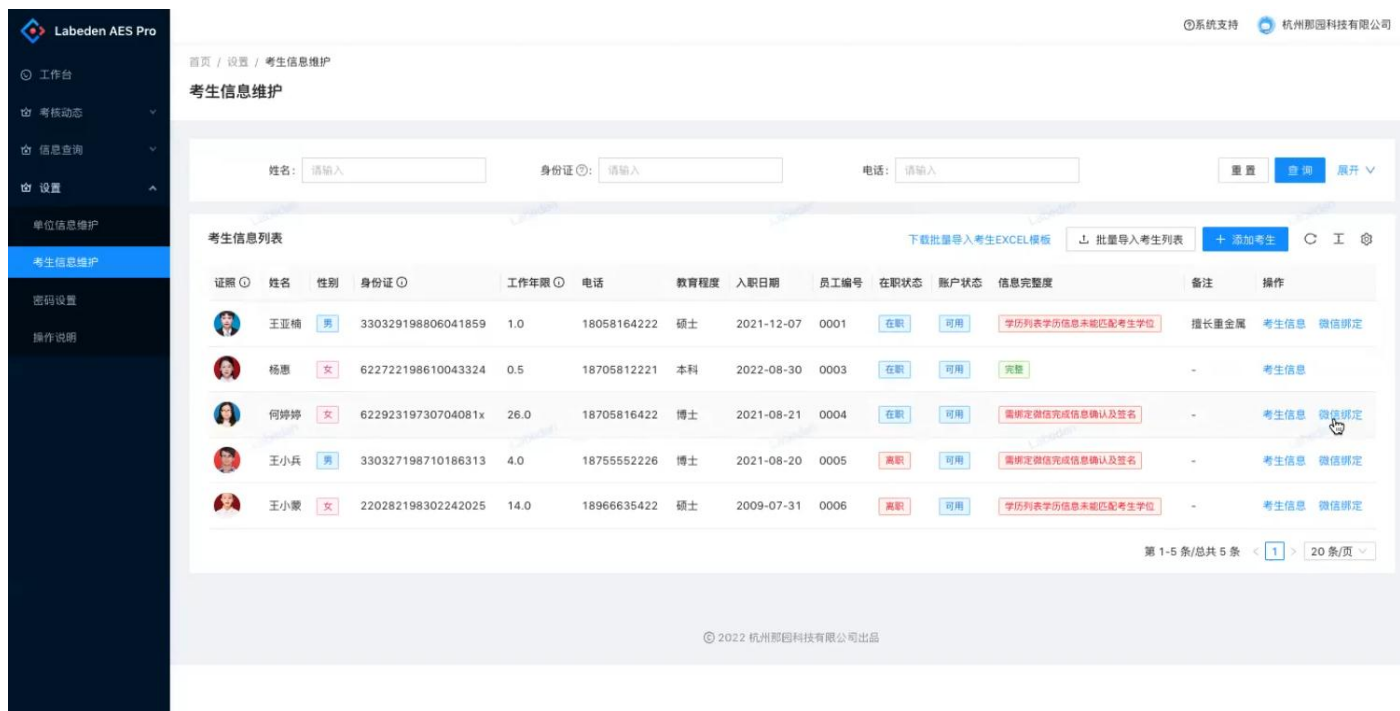 Labeden AES Pro
系统支持 杭州那园科技有限公司
工作台
考核动态
信息查询
设置
单位信息维护
考生信息维护
密码设置
操作说明
首页 / 设置 / 考生信息维护
考生信息维护
姓名: 请输入 身份证: 请输入 电话: 请输入 重置 查询 展开
考生信息列表 下载批量导入考生EXCEL模板 批量导入考生列表 + 添加考生
证照 姓名 性别 身份证 工作年限 电话 教育程度 入职日期 员工编号 在职状态 账户状态 信息完整度 备注 操作
王亚楠 男 330329198806041859 1.0 18058164222 硕士 2021-12-07 0001 在职 可用 学历列表学历信息未能匹配考生学位 擅长重金属 考生信息 微信绑定
杨惠 女 622722198610043324 0.5 18705812221 本科 2022-08-30 0003 在职 可用 完整 - 考生信息
何婷婷 女 62292319730704081x 26.0 18705816422 博士 2021-08-21 0004 在职 可用 需绑定微信完成信息确认及签名 - 考生信息 微信绑定
王小兵 男 330327198710186313 4.0 18755552226 博士 2021-08-20 0005 离职 可用 需绑定微信完成信息确认及签名 - 考生信息 微信绑定
王小蒙 女 220282198302242025 14.0 18966635422 硕士 2009-07-31 0006 离职 可用 学历列表学历信息未能匹配考生学位 - 考生信息 微信绑定
第 1-5 条/总共 5 条 < 1 > 20 条/页
© 2022 杭州那园科技有限公司出品